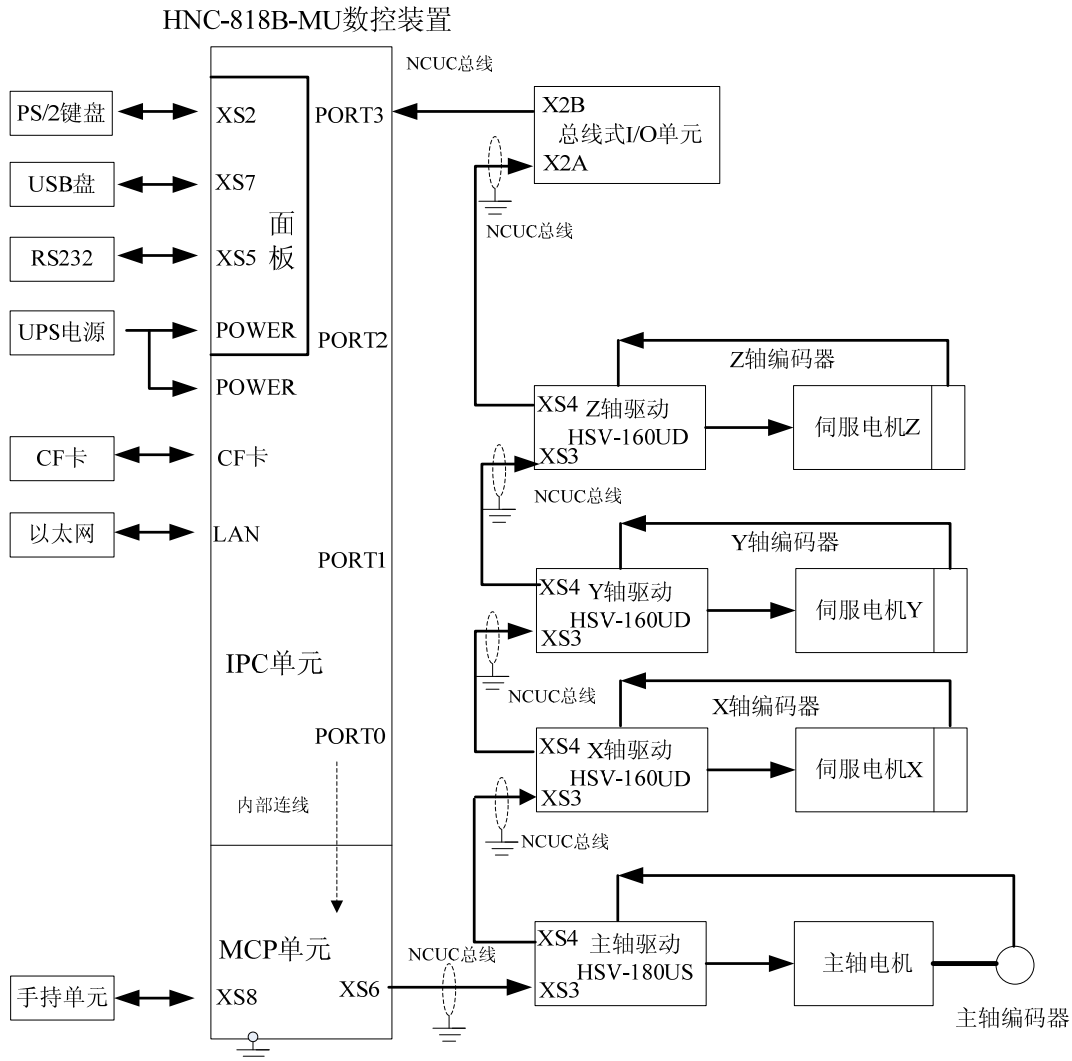 HNC-818B-MU数控装置
NCUC总线
PS/2键盘
XS2
PORT3
X2B
总线式I/O单元
X2A
USB盘
XS7
面
板
NCUC总线
RS232
XS5
UPS电源
POWER
PORT2
POWER
Z轴编码器
XS4
Z轴驱动
HSV-160UD
XS3
伺服电机Z
CF卡
CF卡
NCUC总线
以太网
LAN
PORT1
Y轴编码器
XS4
Y轴驱动
HSV-160UD
XS3
伺服电机Y
IPC单元
NCUC总线
X轴编码器
PORT0
XS4
X轴驱动
HSV-160UD
XS3
伺服电机X
内部连线
NCUC总线
MCP单元
NCUC总线
XS4
主轴驱动
HSV-180US
XS3
主轴电机
手持单元
XS8
XS6
主轴编码器